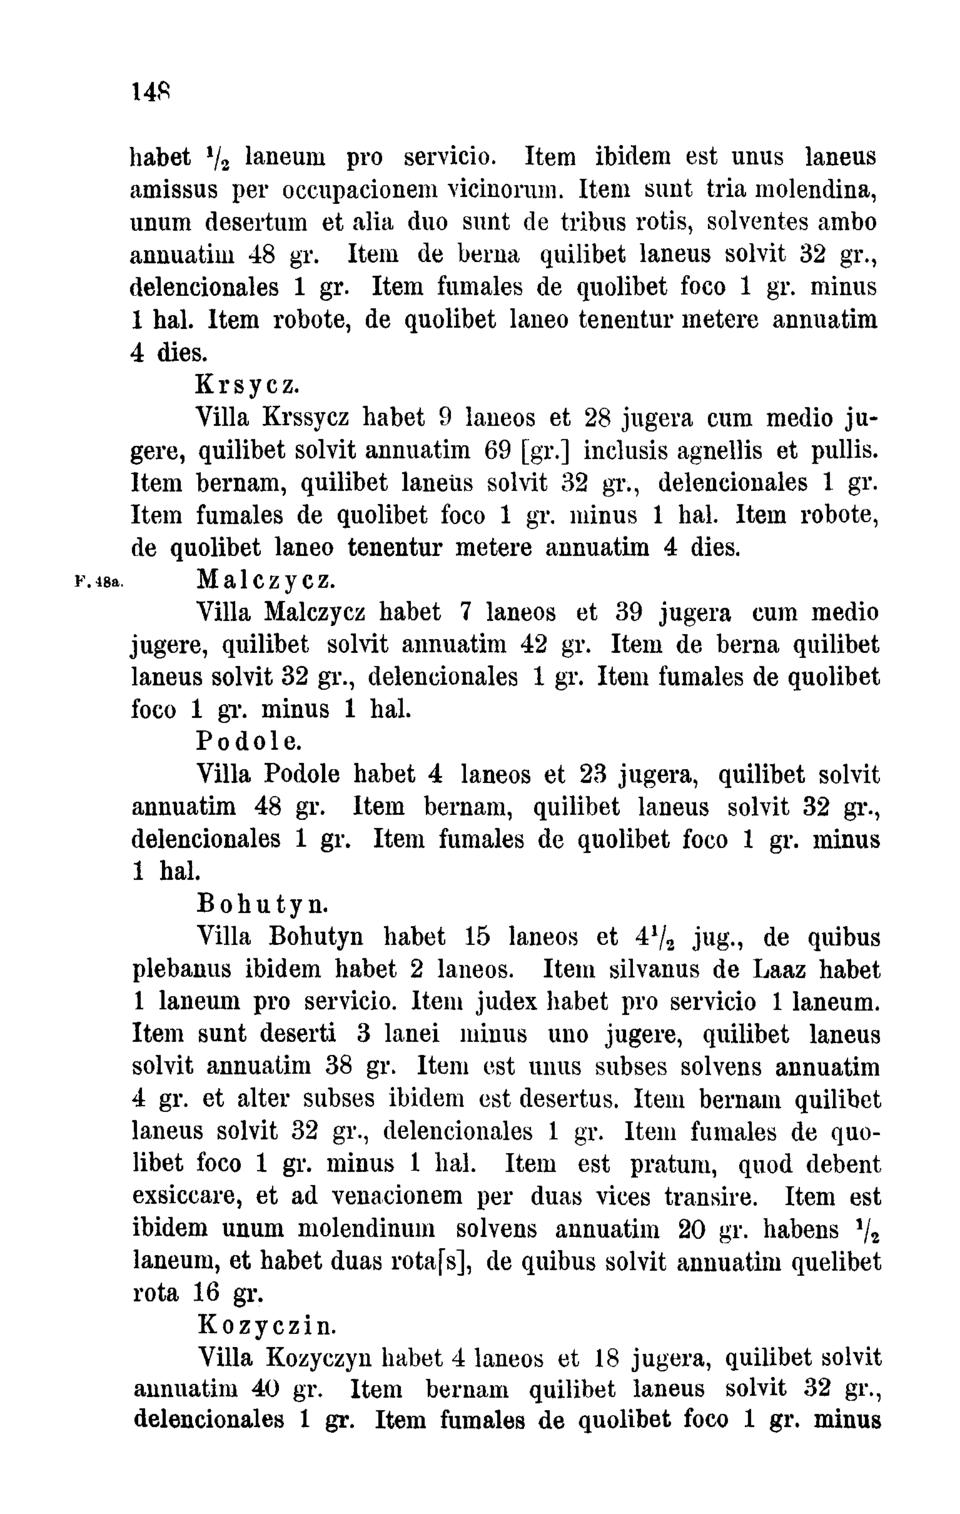 148
habet 1/2 laneum pro servicio. Item ibidem est unus laneus
amissus per occupacionem vicinorum. Item sunt tria molendina,
unum desertum et alia duo sunt de tribus rotis, solventes ambo
annuatim 48 gr. Item de berna quilibet laneus solvit 32 gr.,
delencionales 1 gr. Item fumales de quolibet foco 1 gr. minus
1 hal. Item robote, de quolibet laneo tenentur metere annuatim
4 dies.
Krsycz.
Villa Krssycz habet 9 laneos et 28 jugera cum medio ju-
gere, quilibet solvit annuatim 69 [gr.] inclusis agnellis et pullis.
Item bernam, quilibet laneus solvit 32 gr., delencionales 1 gr.
Item fumales de quolibet foco 1 gr. minus 1 hal. Item robote,
de quolibet laneo tenentur metere annuatim 4 dies.
F. 48a. Malczycz.
Villa Malczycz habet 7 laneos et 39 jugera cum medio
jugere, quilibet solvit annuatim 42 gr. Item de berna quilibet
laneus solvit 32 gr., delencionales 1 gr. Item fumales de quolibet
foco 1 gr. minus 1 hal.
Podole.
Villa Podole habet 4 laneos et 23 jugera, quilibet solvit
annuatim 48 gr. Item bernam, quilibet laneus solvit 32 gr.,
delencionales 1 gr. Item fumales de quolibet foco 1 gr. minus
1 hal.
Bohutyn.
Villa Bohutyn habet 15 laneos et 4 1/2 jug., de quibus
plebanus ibidem habet 2 laneos. Item silvanus de Laaz habet
1 laneum pro servicio. Item judex habet pro servicio 1 laneum.
Item sunt deserti 3 lanei minus uno jugere, quilibet laneus
solvit annuatim 38 gr. Item est unus subses solvens annuatim
4 gr. et alter subses ibidem est desertus. Item bernam quilibet
laneus solvit 32 gr., delencionales 1 gr. Item fumales de quo-
libet foco 1 gr. minus 1 hal. Item est pratum, quod debent
exsiccare, et ad venacionem per duas vices transire. Item est
ibidem unum molendinum solvens annuatim 20 gr. habens 1/2
laneum, et habet duas rota[s], de quibus solvit annuatim quelibet
rota 16 gr.
Kozyczin.
Villa Kozyczyn habet 4 laneos et 18 jugera, quilibet solvit
annuatim 40 gr. Item bernam quilibet laneus solvit 32 gr.,
delencionales 1 gr. Item fumales de quolibet foco 1 gr. minus